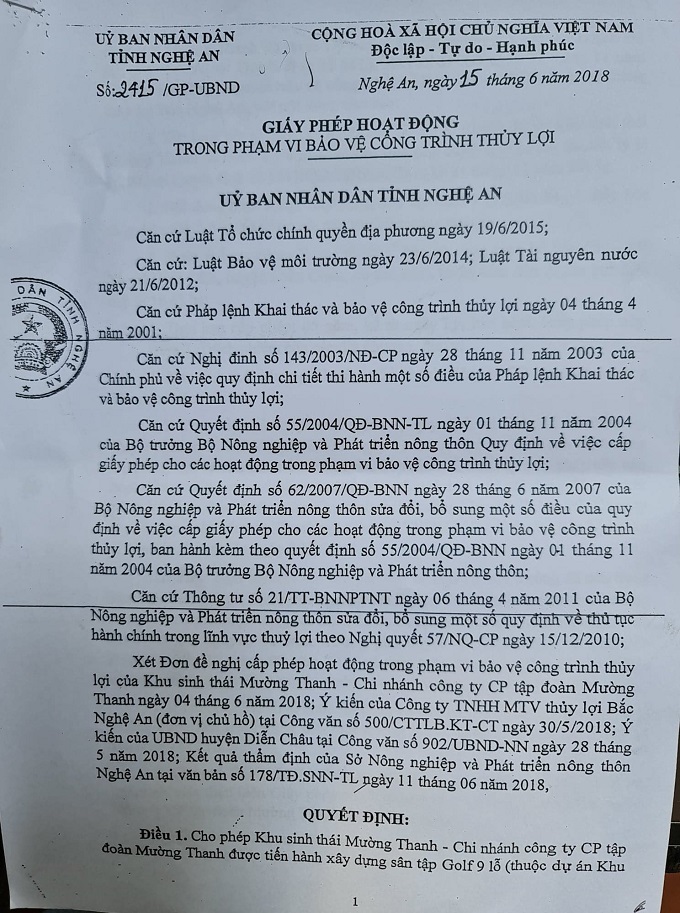 UỶ BAN NHÂN DÂN
TỈNH NGHỆ AN
Số:2415/GP-UBND
CỘNG HOÀ XÃ HỘI CHỦ NGHĨA VIỆT NAM
Độc lập - Tự do - Hạnh phúc
Nghệ An, ngày 15 tháng 6 năm 2018
GIẤY PHÉP HOẠT ĐỘNG
TRONG PHẠM VI BẢO VỆ CÔNG TRÌNH THỦY LỢI
UỶ BAN NHÂN DÂN TỈNH NGHỆ AN
Căn cứ Luật Tổ chức chính quyền địa phương ngày 19/6/2015;
Căn cứ: Luật Bảo vệ môi trường ngày 23/6/2014; Luật Tài nguyên nước
ngày 21/6/2012;
Căn cứ Pháp lệnh Khai thác và bảo vệ công trình thủy lợi ngày 04 tháng 4
năm 2001;
Căn cứ Nghị định số 143/2003/NĐ-CP ngày 28 tháng 11 năm 2003 của
Chính phủ về việc quy định chi tiết thi hành một số điều của Pháp lệnh Khai thác
và bảo vệ công trình thủy lợi;
Căn cứ Quyết định số 55/2004/QĐ-BNN-TL ngày 01 tháng 11 năm 2004
của Bộ trưởng Bộ Nông nghiệp và Phát triển nông thôn Quy định về việc cấp
giấy phép cho các hoạt động trong phạm vi bảo vệ công trình thủy lợi;
Căn cứ Quyết định số 62/2007/QĐ-BNN ngày 28 tháng 6 năm 2007 của
Bộ Nông nghiệp và Phát triển nông thôn sửa đổi, bổ sung một số điều của quy
định về việc cấp giấy phép cho các hoạt động trong phạm vi bảo vệ công trình
thủy lợi, ban hành kèm theo quyết định số 55/2004/QĐ-BNN ngày 01 tháng 11
năm 2004 của Bộ trưởng Bộ Nông nghiệp và Phát triển nông thôn;
Căn cứ Thông tư số 21/TT-BNNPTNT ngày 06 tháng 4 năm 2011 của Bộ
Nông nghiệp và Phát triển nông thôn sửa đổi, bổ sung một số quy định về thủ tục
hành chính trong lĩnh vực thuỷ lợi theo Nghị quyết 57/NQ-CP ngày 15/12/2010;
Xét Đơn đề nghị cấp phép hoạt động trong phạm vi bảo vệ công trình thủy
lợi của Khu sinh thái Mường Thanh - Chi nhánh công ty CP tập đoàn Mường
Thanh ngày 04 tháng 6 năm 2018; Ý kiến của Công ty TNHH MTV thủy lợi Bắc
Nghệ An (đơn vị chủ hồ) tại Công văn số 500/CTTLB.KT-CT ngày 30/5/2018; Ý
kiến của UBND huyện Diễn Châu tại Công văn số 902/UBND-NN ngày 28 tháng
5 năm 2018; Kết quả thẩm định của Sở Nông nghiệp và Phát triển nông thôn
Nghệ An tại văn bản số 178/TĐ.SNN-TL ngày 11 tháng 06 năm 2018,
QUYẾT ĐỊNH:
Điều 1. Cho phép Khu sinh thái Mường Thanh - Chi nhánh công ty CP tập
đoàn Mường Thanh được tiến hành xây dựng sân tập Golf 9 lỗ (thuộc dự án Khu
1
DÂN TỈNH NGHỆ AN